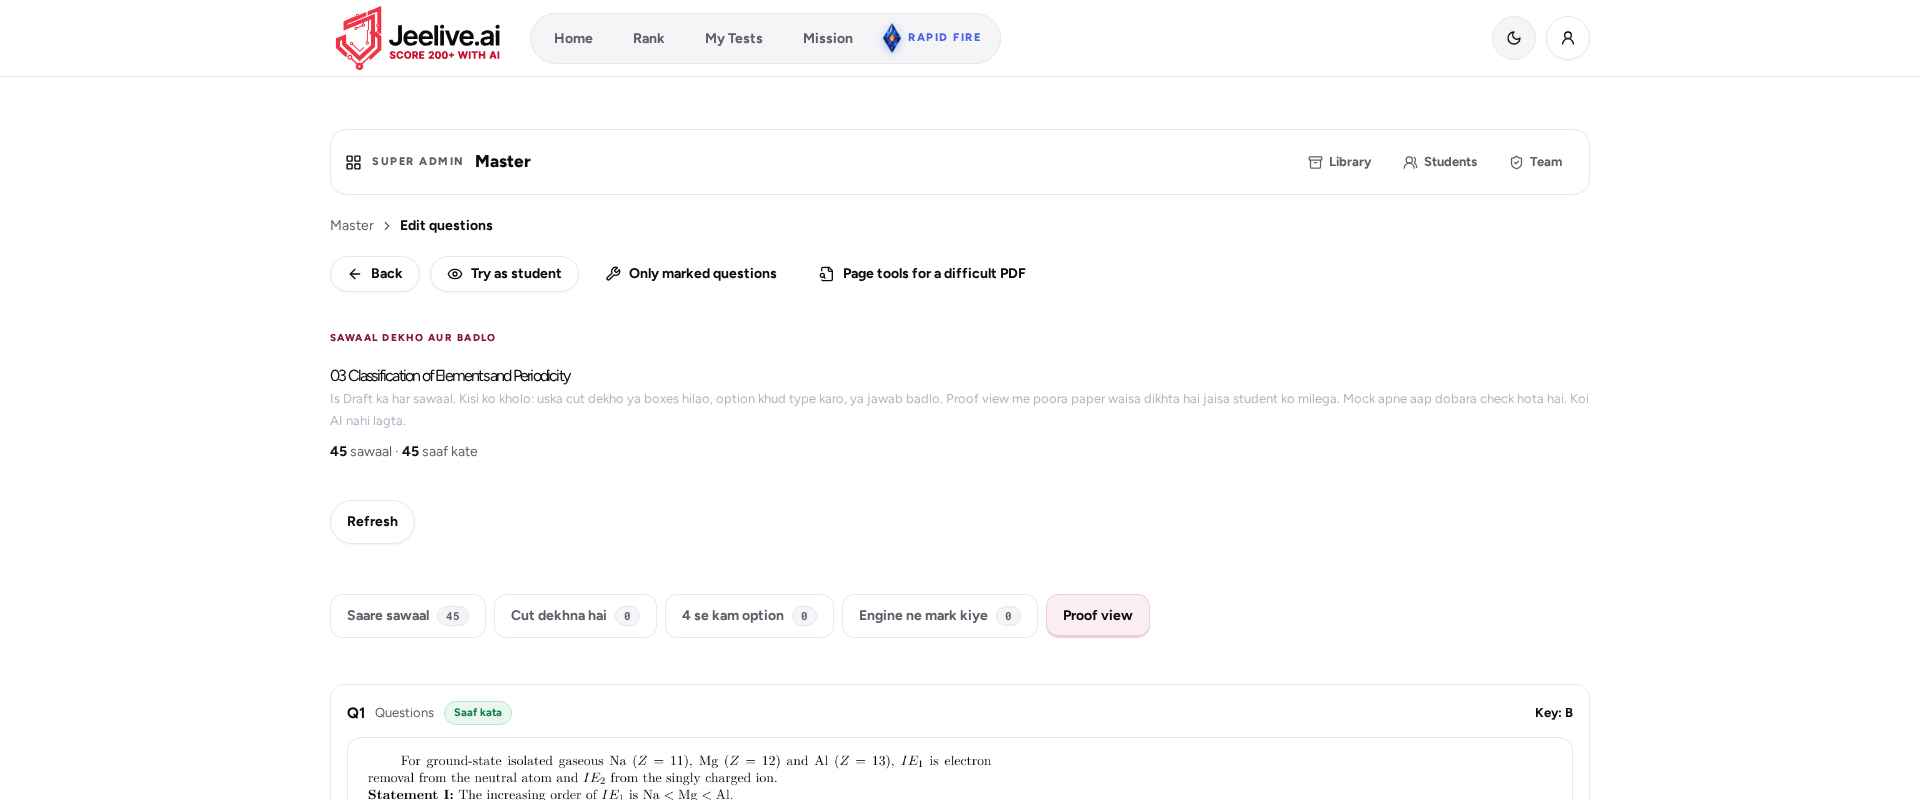 Jeelive.ai
SCORE 200+ WITH AI
Home
Rank
My Tests
Mission
RAPID FIRE
SUPER ADMIN
Master
Library
Students
Team
Master > Edit questions
Back
Try as student
Only marked questions
Page tools for a difficult PDF
SAWAAL DEKHO AUR BADLO
03 Classification of Elements and Periodicity
Is Draft ka har sawaal. Kisi ko kholo: uska cut dekho ya boxes hilao, option khud type karo, ya jawab badlo. Proof view me poora paper waisa dikhta hai jaisa student ko milega. Mock apne aap dobara check hota hai. Koi
AI nahi lagta.
45 sawaal · 45 saaf kate
Refresh
Saare sawaal 45
Cut dekhna hai 0
4 se kam option 0
Engine ne mark kiye 0
Proof view
Q1 Questions Saaf kata
Key: B
For ground-state isolated gaseous Na (Z = 11), Mg (Z = 12) and Al (Z = 13), IE₁ is electron
removal from the neutral atom and IE₂ from the singly charged ion.
Statement I: The increasing order of IE₁ is Na < Mg < Al.